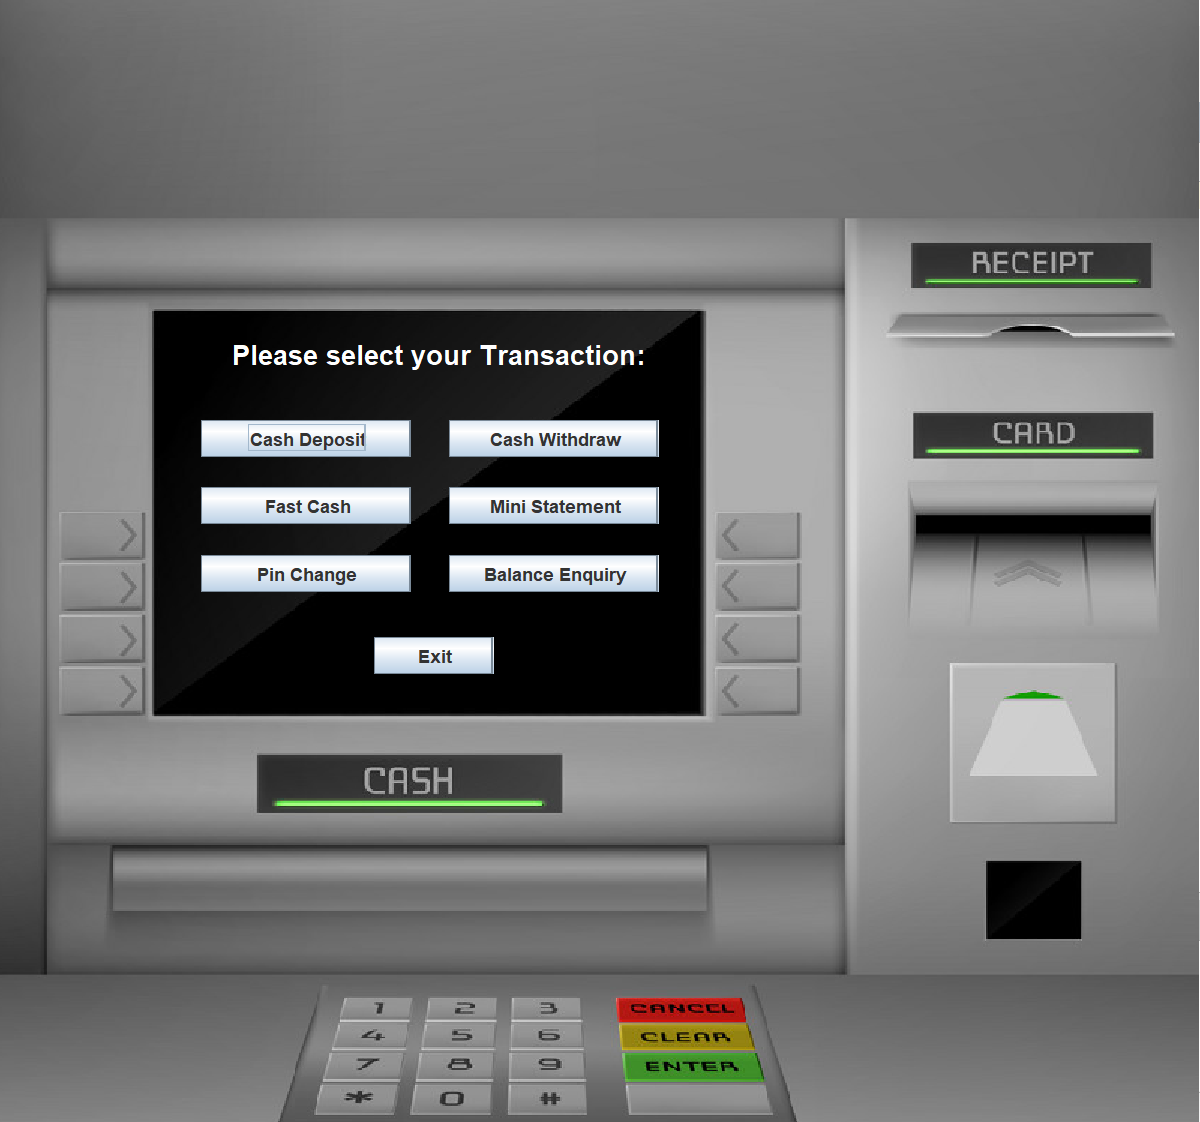 RECEIPT
Please select your Transaction:
CARD
Cash Deposit Cash Withdraw
Fast Cash Mini Statement
Pin Change Balance Enquiry
Exit
CASH
1 2 3 CANCEL
4 5 6 CLEAR
7 8 9 ENTER
* 0 #